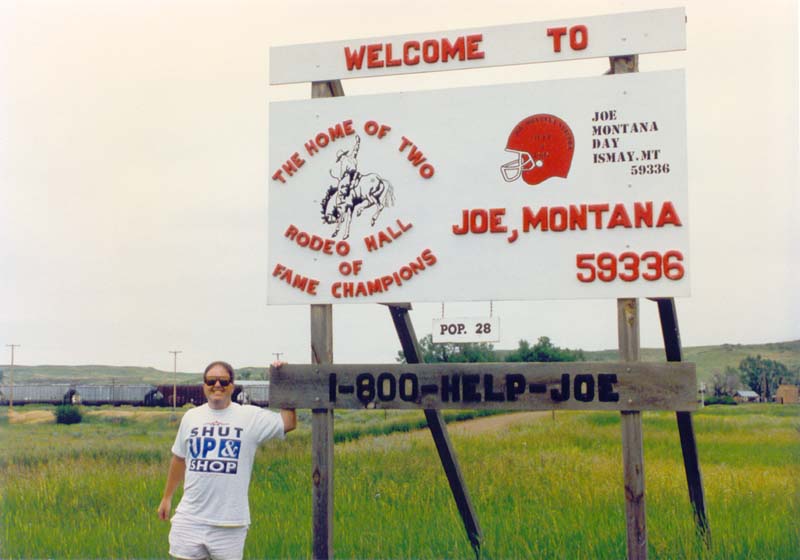 WELCOME TO
THE HOME OF TWO
RODEO HALL
OF
FAME CHAMPIONS
JOE
MONTANA
DAY
ISMAY. MT
59336
JOE, MONTANA
59336
POP. 28
1-800-HELP-JOE
SHUT
UP &
SHOP